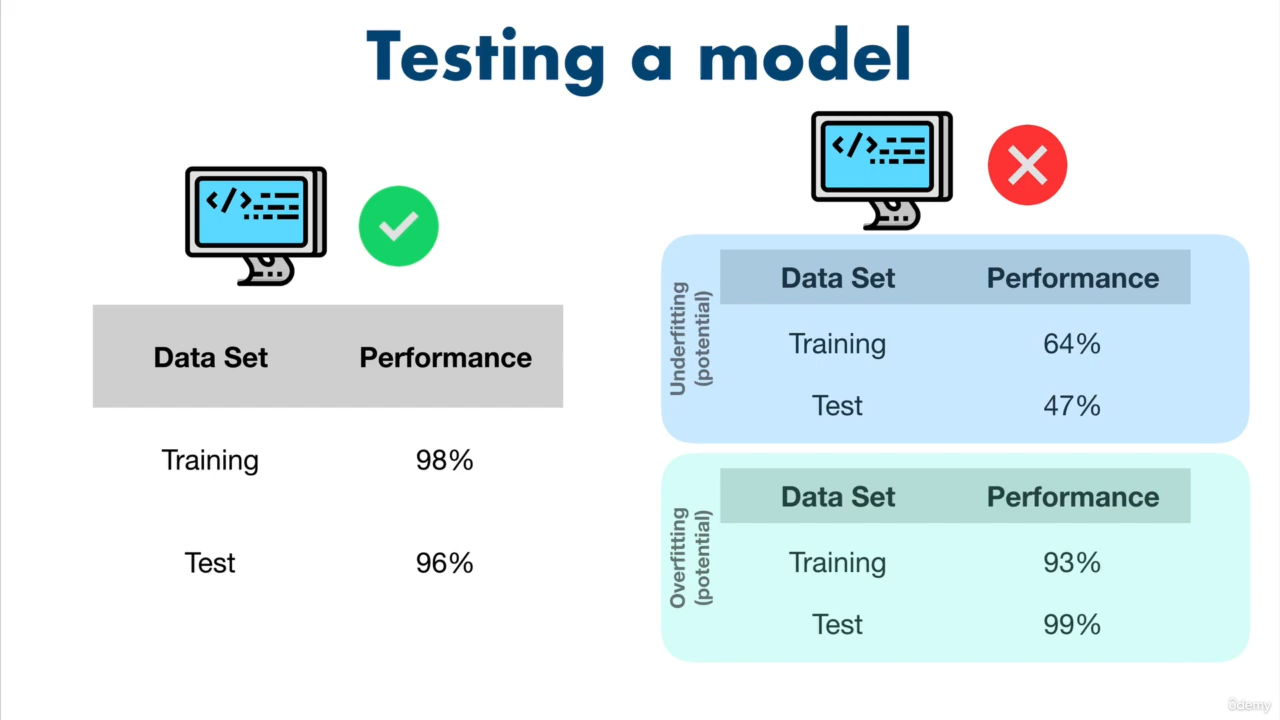 Testing a model
Data Set Performance
Training 98%
Test 96%
Underfitting
(potential)
Data Set Performance
Training 64%
Test 47%
Overfitting
(potential)
Data Set Performance
Training 93%
Test 99%
ûdemy